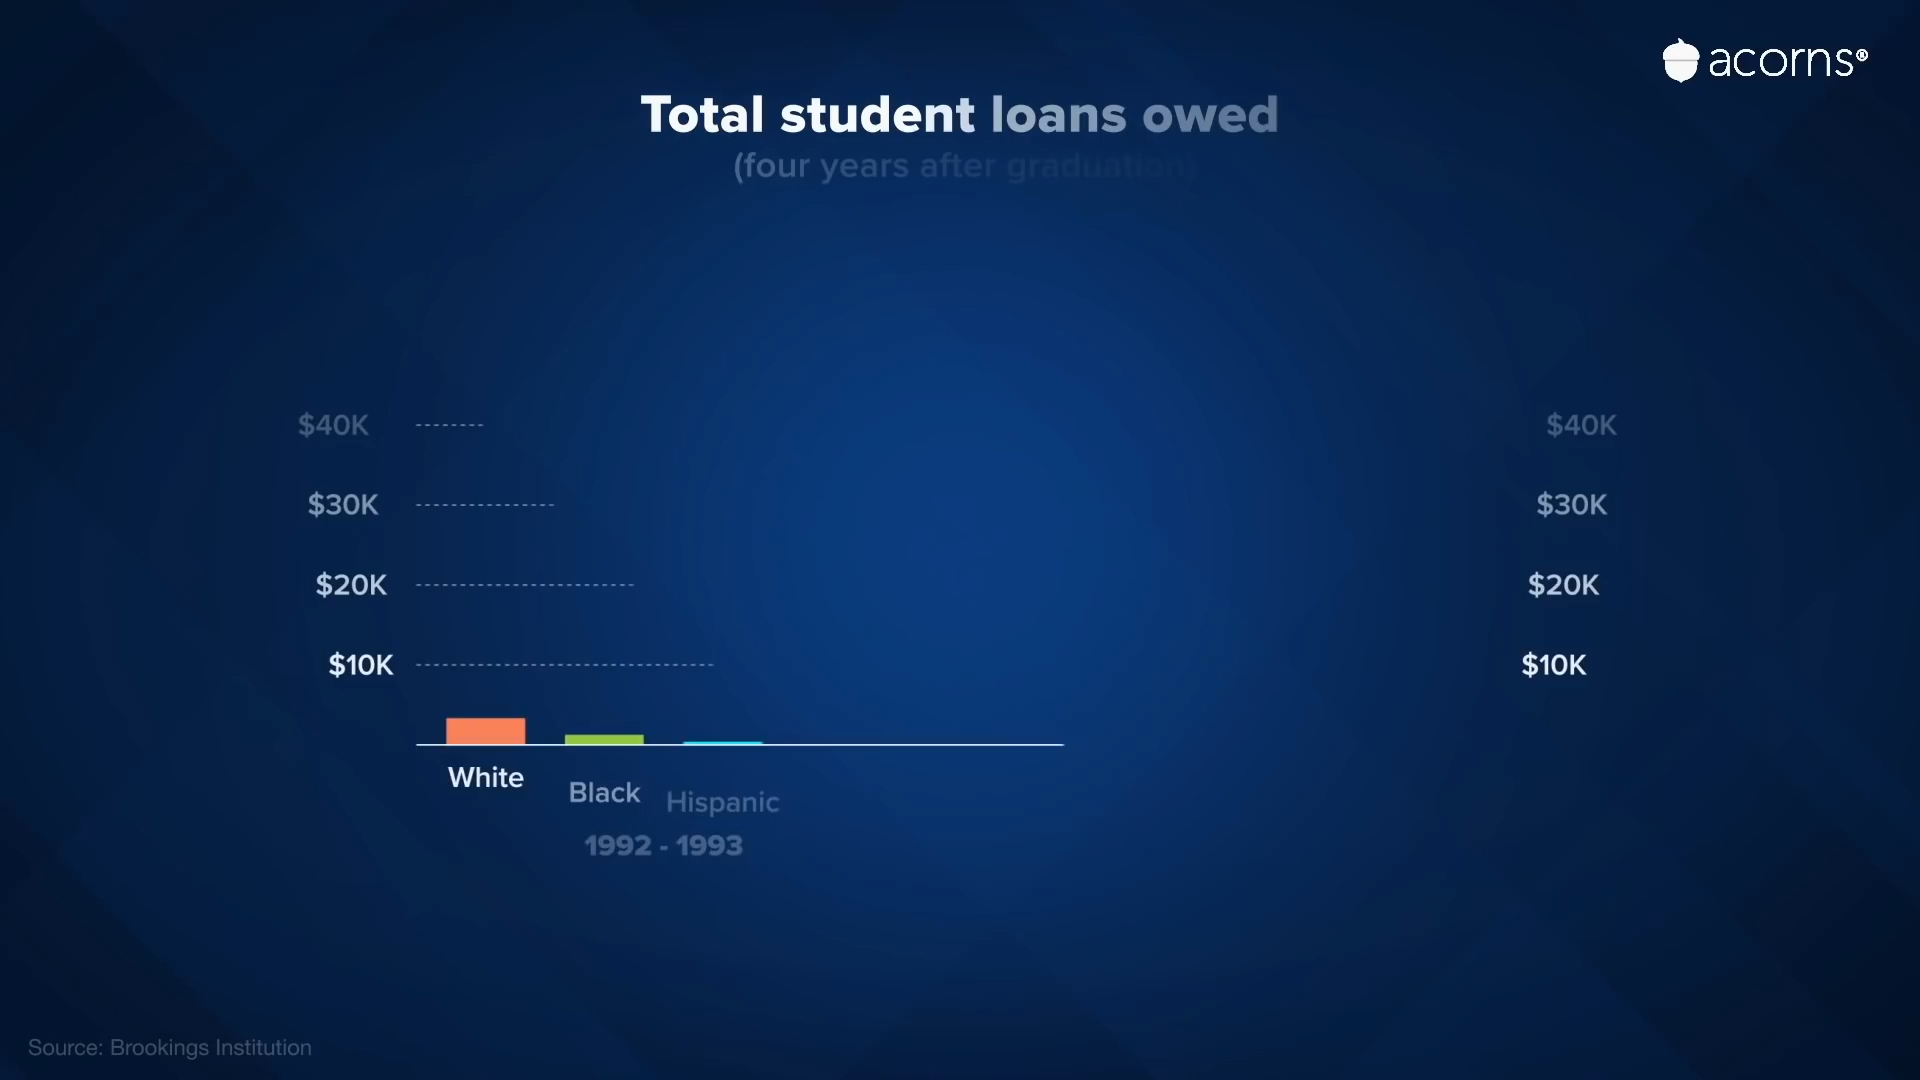 acorns®
Total student loans owed
(four years after graduation)
$40K $40K
$30K $30K
$20K $20K
$10K $10K
White Black Hispanic
1992 - 1993
Source: Brookings Institution